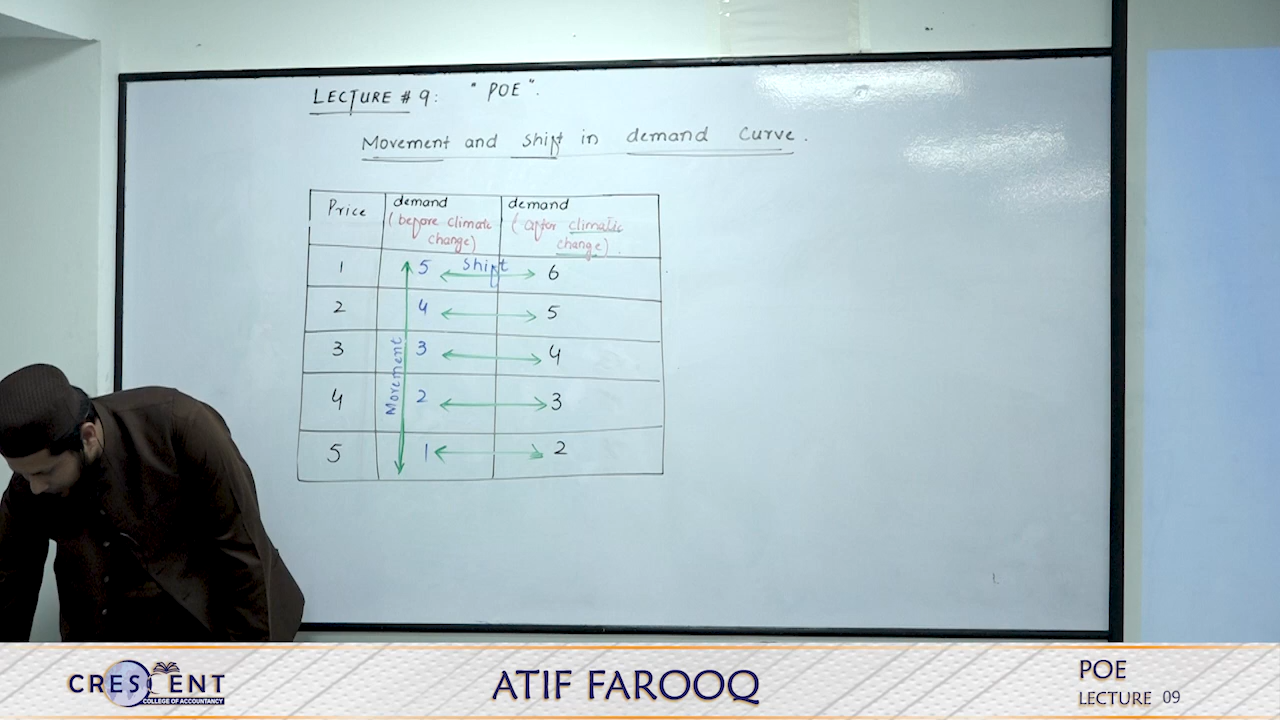 LECTURE # 9: "POE".
Movement and shift in demand Curve.
Price demand (before climate change) demand (after climatic change).
1 5 shift 6
2 4 5
3 3 4
4 2 3
5 1 2
Movement
CRESCENT
COLLEGE OF ACCOUNTANCY
ATIF FAROOQ
POE
LECTURE 09